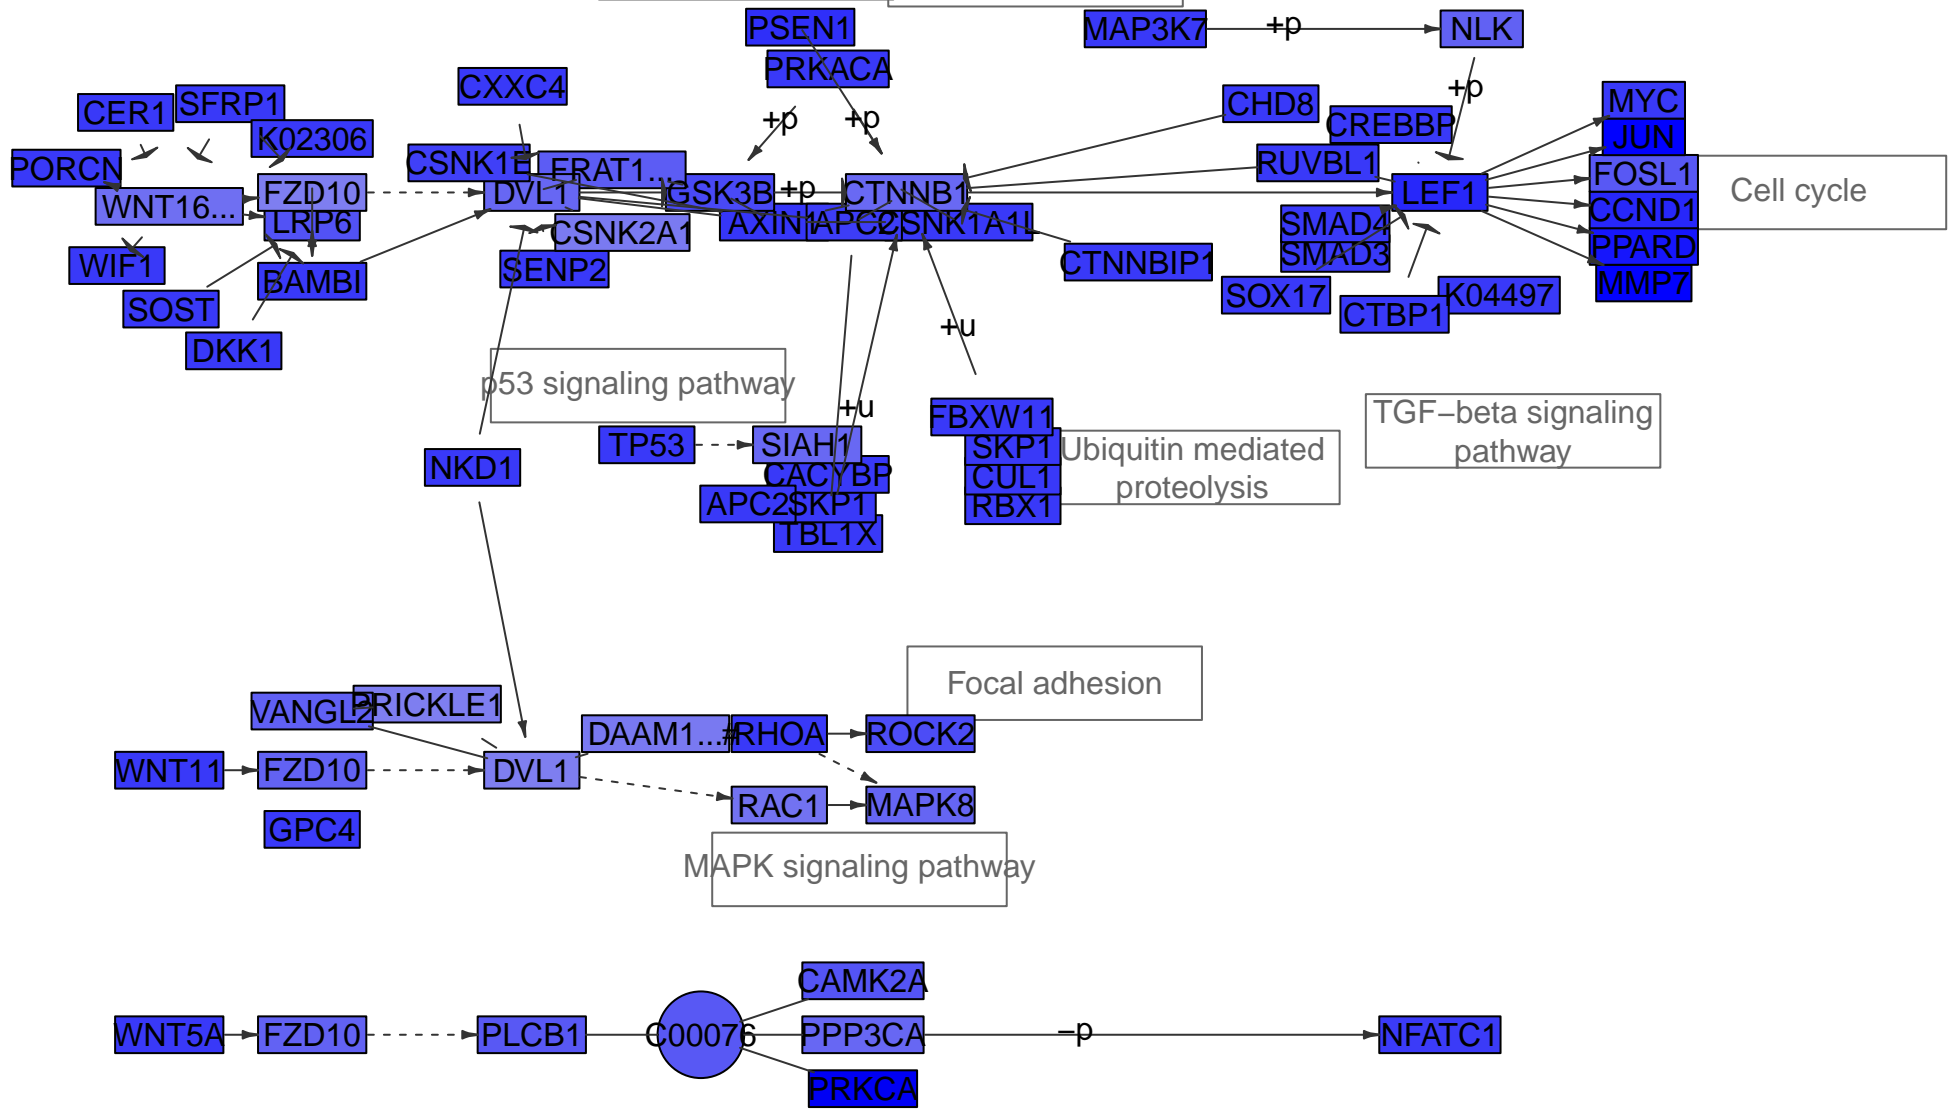 PSEN1
MAP3K7
+p
NLK
PRKACA
CXXC4
+p
+p
+p
CER1
SFRP1
K02306
CHD8
CREBBP
MYC
JUN
PORCN
CSNK1E
FRAT1...
RUVBL1
FOSL1
Cell cycle
WNT16...
FZD10
DVL1
GSK3B
+p
CTNNB1
LEF1
CCND1
LRP6
CSNK2A1
AXIN1
APC2
CSNK1A1L
SMAD4
PPARD
WIF1
BAMBI
SENP2
CTNNBIP1
SMAD3
MMP7
SOST
SOX17
K04497
CTBP1
DKK1
+u
p53 signaling pathway
+u
FBXW11
TGF−beta signaling
pathway
TP53
SIAH1
SKP1
Ubiquitin mediated
proteolysis
NKD1
CACYBP
CUL1
APC2
SKP1
RBX1
TBL1X
Focal adhesion
VANGL2
PRICKLE1
DAAM1...#
RHOA
ROCK2
WNT11
FZD10
DVL1
RAC1
MAPK8
GPC4
MAPK signaling pathway
CAMK2A
WNT5A
FZD10
PLCB1
C00076
PPP3CA
−p
NFATC1
PRKCA